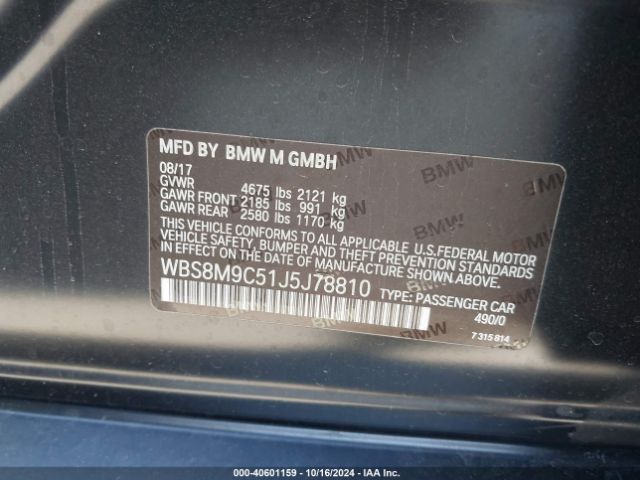 MFD BY BMW M GMBH
08/17
GVWR 4675 lbs 2121 kg
GAWR FRONT 2185 lbs 991 kg
GAWR REAR 2580 lbs 1170 kg
THIS VEHICLE CONFORMS TO ALL APPLICABLE U.S.FEDERAL MOTOR
VEHICLE SAFETY, BUMPER AND THEFT PREVENTION STANDARDS
IN EFFECT ON THE DATE OF MANUFACTURE SHOWN ABOVE.
WBS8M9C51J5J78810 TYPE: PASSENGER CAR
490/0
7 315 814
000-40601159 - 10/16/2024 - IAA Inc.